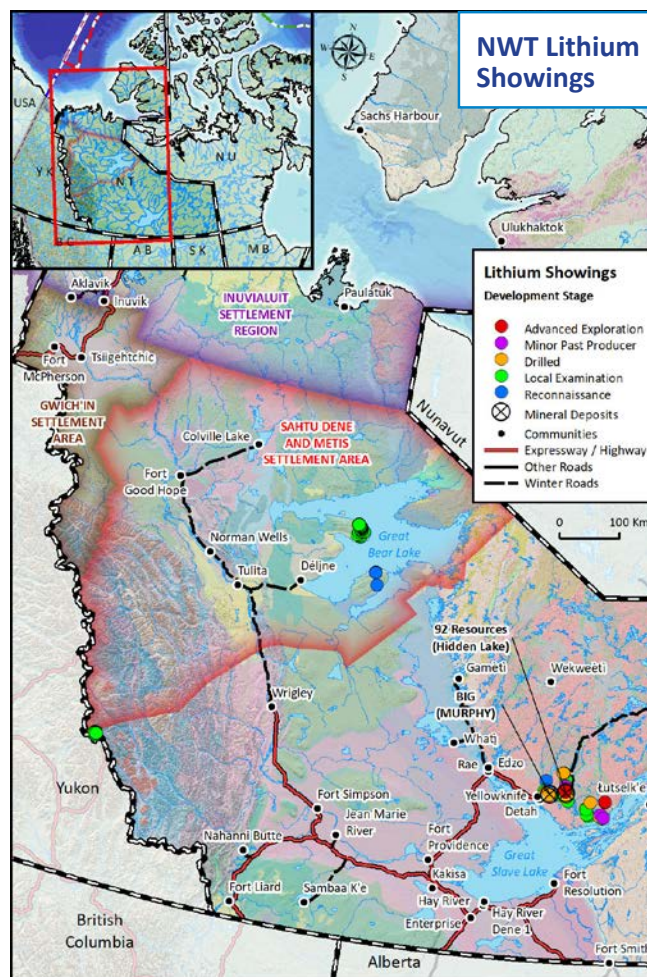 NWT Lithium
Showings
N
W
E
S
USA
YK
NT
NU
BC
AB
SK
MB
Sachs Harbour
Ulukhaktok
Aklavik
Inuvik
INUVIALUIT
SETTLEMENT
REGION
Paulatuk
Fort
McPherson
Tsiigehtchic
GWICH'IN
SETTLEMENT
AREA
Nunavut
Lithium Showings
Development Stage
Advanced Exploration
Minor Past Producer
Drilled
Local Examination
Reconnaissance
Mineral Deposits
Communities
Expressway / Highway
Other Roads
Winter Roads
0
100 Km
Colville Lake
SAHTU DENE
AND METIS
SETTLEMENT AREA
Fort
Good Hope
Norman Wells
Great
Bear Lake
Tulita
Déljne
92 Resources
(Hidden Lake)
Gametì
Wekweètì
BIG
(MURPHY)
Wrigley
Whatì
Rae
Edzo
Yukon
Yellowknife
Detah
Łutselk'e
Fort Simpson
Jean Marie
River
Nahanni Butte
Fort
Providence
Great
Slave Lake
Kakisa
Fort
Resolution
Fort Liard
Sambaa K'e
Hay River
Enterprise
Hay River
Dene 1
British
Columbia
Alberta
Fort Smith